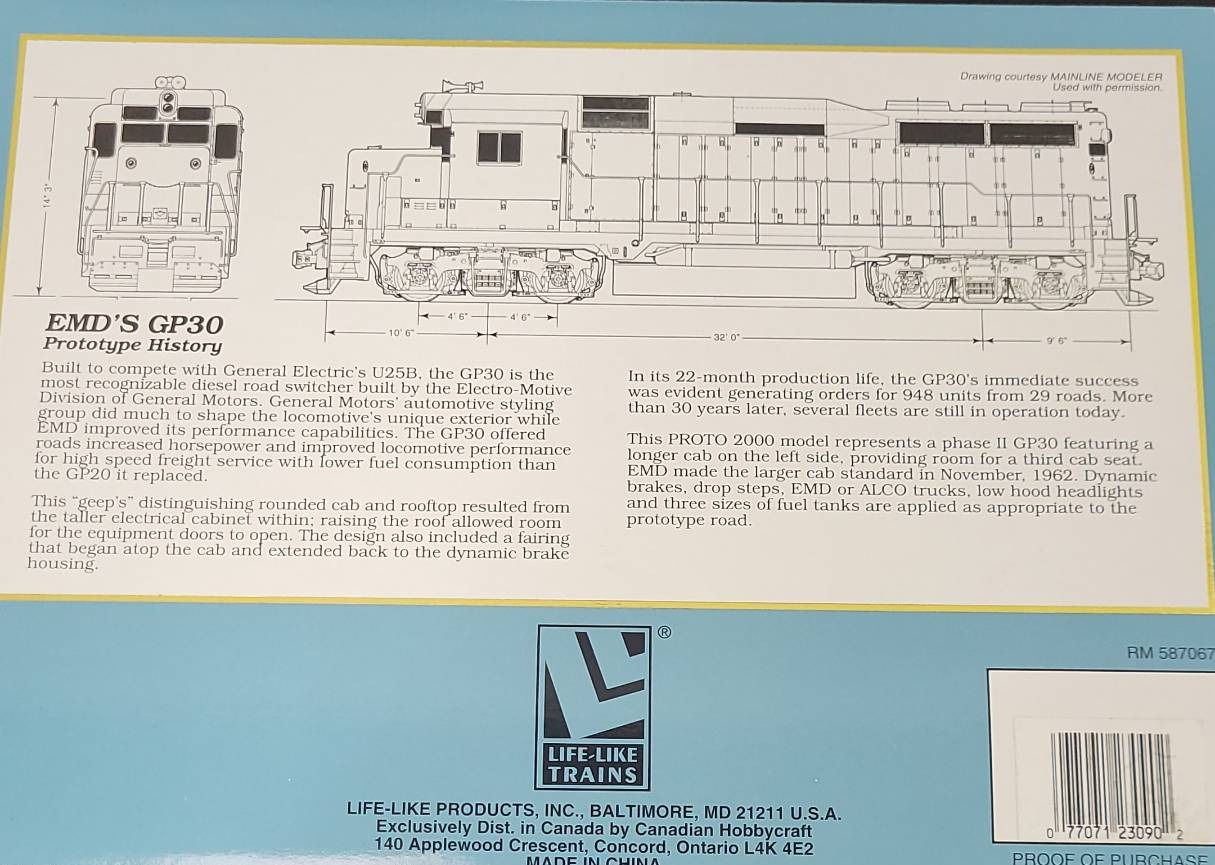 Drawing courtesy MAINLINE MODELER
Used with permission.
14' 3"
4' 6"
4' 6"
10' 6"
32' 0"
9' 6"
EMD'S GP30
Prototype History
Built to compete with General Electric's U25B, the GP30 is the
most recognizable diesel road switcher built by the Electro-Motive
Division of General Motors. General Motors' automotive styling
group did much to shape the locomotive's unique exterior while
EMD improved its performance capabilities. The GP30 offered
roads increased horsepower and improved locomotive performance
for high speed freight service with lower fuel consumption than
the GP20 it replaced.
This "geep's" distinguishing rounded cab and rooftop resulted from
the taller electrical cabinet within; raising the roof allowed room
for the equipment doors to open. The design also included a fairing
that began atop the cab and extended back to the dynamic brake
housing.
In its 22-month production life, the GP30's immediate success
was evident generating orders for 948 units from 29 roads. More
than 30 years later, several fleets are still in operation today.
This PROTO 2000 model represents a phase II GP30 featuring a
longer cab on the left side, providing room for a third cab seat.
EMD made the larger cab standard in November, 1962. Dynamic
brakes, drop steps, EMD or ALCO trucks, low hood headlights
and three sizes of fuel tanks are applied as appropriate to the
prototype road.
®
LIFE-LIKE
TRAINS
LIFE-LIKE PRODUCTS, INC., BALTIMORE, MD 21211 U.S.A.
Exclusively Dist. in Canada by Canadian Hobbycraft
140 Applewood Crescent, Concord, Ontario L4K 4E2
MADE IN CHINA
RM 587067
0 77071 23090 2
PROOF OF PURCHASE